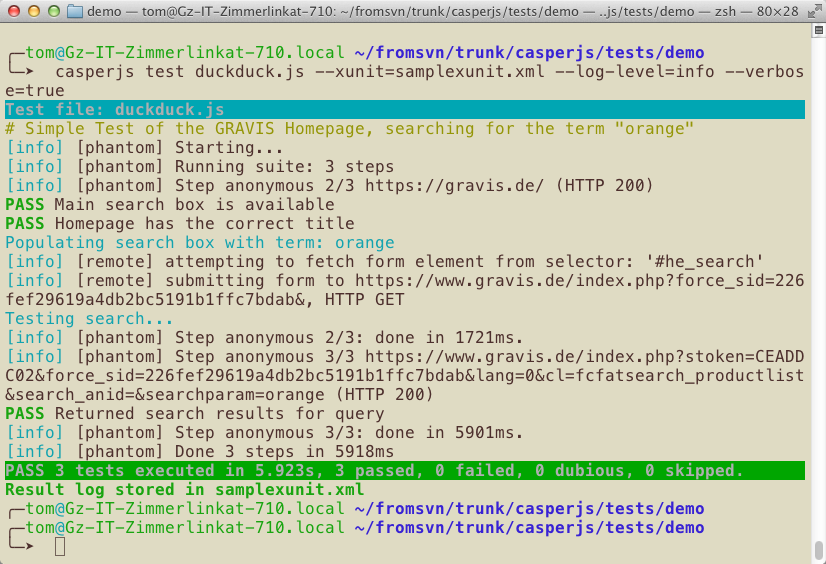 demo — tom@Gz-IT-Zimmerlinkat-710: ~/fromsvn/trunk/casperjs/tests/demo — ..js/tests/demo — zsh — 80×28
╭─tom@Gz-IT-Zimmerlinkat-710.local ~/fromsvn/trunk/casperjs/tests/demo
╰─➤  casperjs test duckduck.js --xunit=samplexunit.xml --log-level=info --verbos
e=true
Test file: duckduck.js
# Simple Test of the GRAVIS Homepage, searching for the term "orange"
[info] [phantom] Starting...
[info] [phantom] Running suite: 3 steps
[info] [phantom] Step anonymous 2/3 https://gravis.de/ (HTTP 200)
PASS Main search box is available
PASS Homepage has the correct title
Populating search box with term: orange
[info] [remote] attempting to fetch form element from selector: '#he_search'
[info] [remote] submitting form to https://www.gravis.de/index.php?force_sid=226
fef29619a4db2bc5191b1ffc7bdab&, HTTP GET
Testing search...
[info] [phantom] Step anonymous 2/3: done in 1721ms.
[info] [phantom] Step anonymous 3/3 https://www.gravis.de/index.php?stoken=CEADD
C02&force_sid=226fef29619a4db2bc5191b1ffc7bdab&lang=0&cl=fcfatsearch_productlist
&search_anid=&searchparam=orange (HTTP 200)
PASS Returned search results for query
[info] [phantom] Step anonymous 3/3: done in 5901ms.
[info] [phantom] Done 3 steps in 5918ms
PASS 3 tests executed in 5.923s, 3 passed, 0 failed, 0 dubious, 0 skipped.
Result log stored in samplexunit.xml
╭─tom@Gz-IT-Zimmerlinkat-710.local ~/fromsvn/trunk/casperjs/tests/demo
╭─tom@Gz-IT-Zimmerlinkat-710.local ~/fromsvn/trunk/casperjs/tests/demo
╰─➤